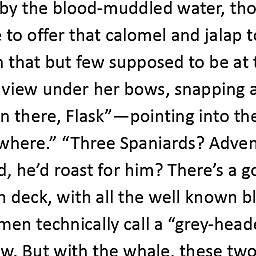 by the blood-muddled water, tho
to offer that calomel and jalap t
that but few supposed to be at
view under her bows, snapping a
n there, Flask”—pointing into the
where.” “Three Spaniards? Adven
d, he’d roast for him? There’s a go
n deck, with all the well known bl
men technically call a “grey-heade
w. But with the whale, these two